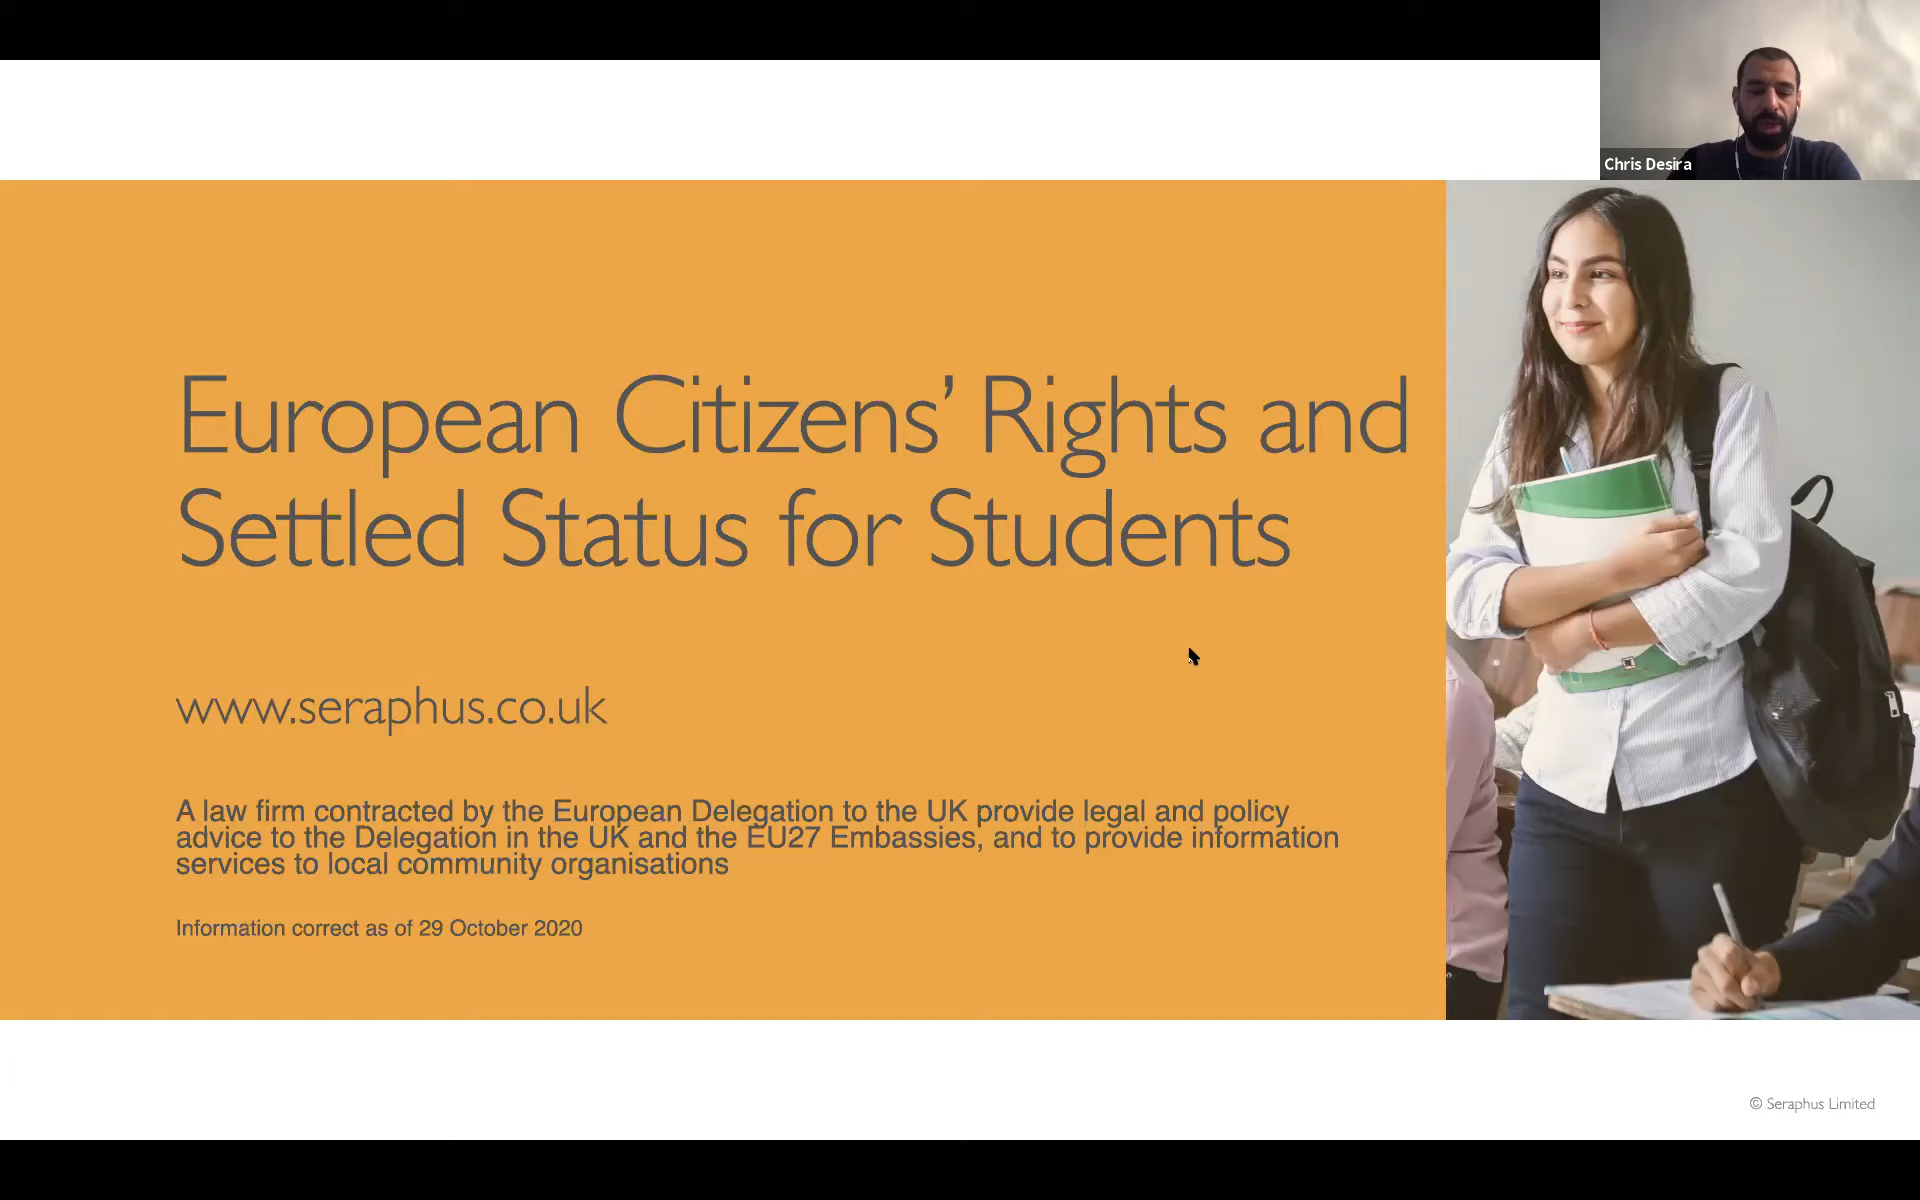 Chris Desira
European Citizens’ Rights and
Settled Status for Students
www.seraphus.co.uk
A law firm contracted by the European Delegation to the UK provide legal and policy
advice to the Delegation in the UK and the EU27 Embassies, and to provide information
services to local community organisations
Information correct as of 29 October 2020
© Seraphus Limited